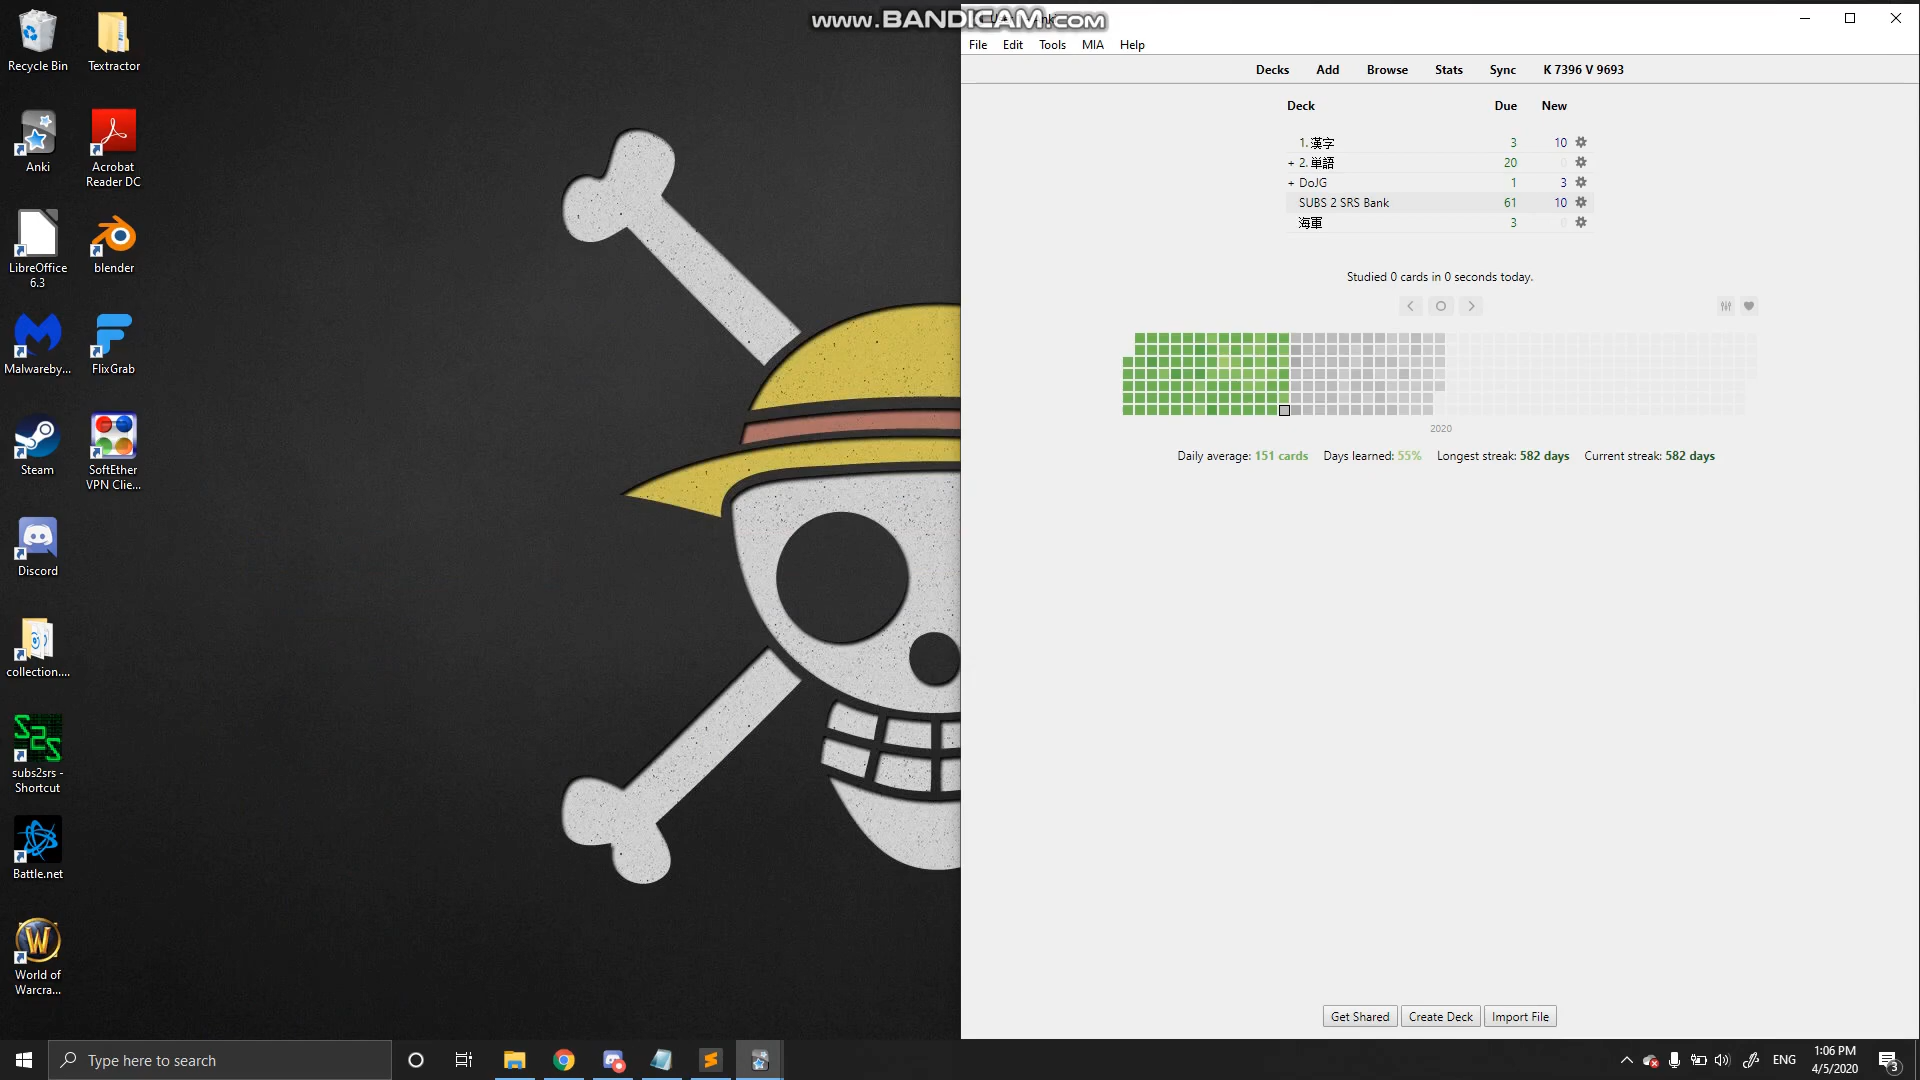 www.BANDICAM.com
Recycle Bin
Textractor
Anki
Acrobat
Reader DC
LibreOffice
6.3
blender
Malwareby...
FlixGrab
Steam
SoftEther
VPN Clie...
Discord
collection....
subs2srs -
Shortcut
Battle.net
World of
Warcra...
File Edit Tools MIA Help
Decks Add Browse Stats Sync K 7396 V 9693
Deck Due New
1. 漢字 3 10
+ 2. 単語 20 0
+ DoJG 1 3
SUBS 2 SRS Bank 61 10
海軍 3 0
Studied 0 cards in 0 seconds today.
2020
Daily average: 151 cards Days learned: 55% Longest streak: 582 days Current streak: 582 days
Get Shared Create Deck Import File
Type here to search
ENG
1:06 PM
4/5/2020
3